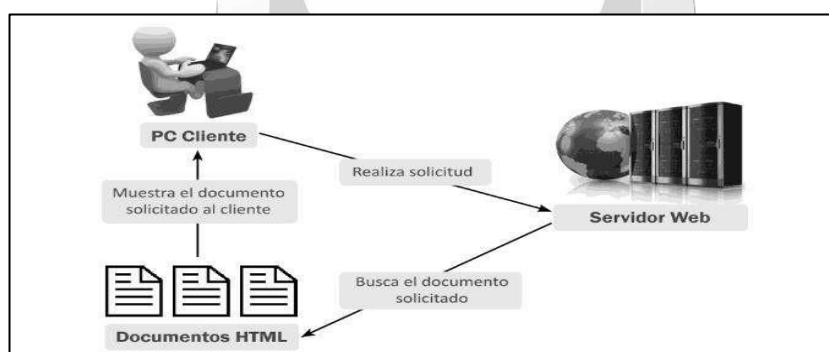 PC Cliente
Realiza solicitud
Muestra el documento
solicitado al cliente
Servidor Web
Busca el documento
solicitado
Documentos HTML